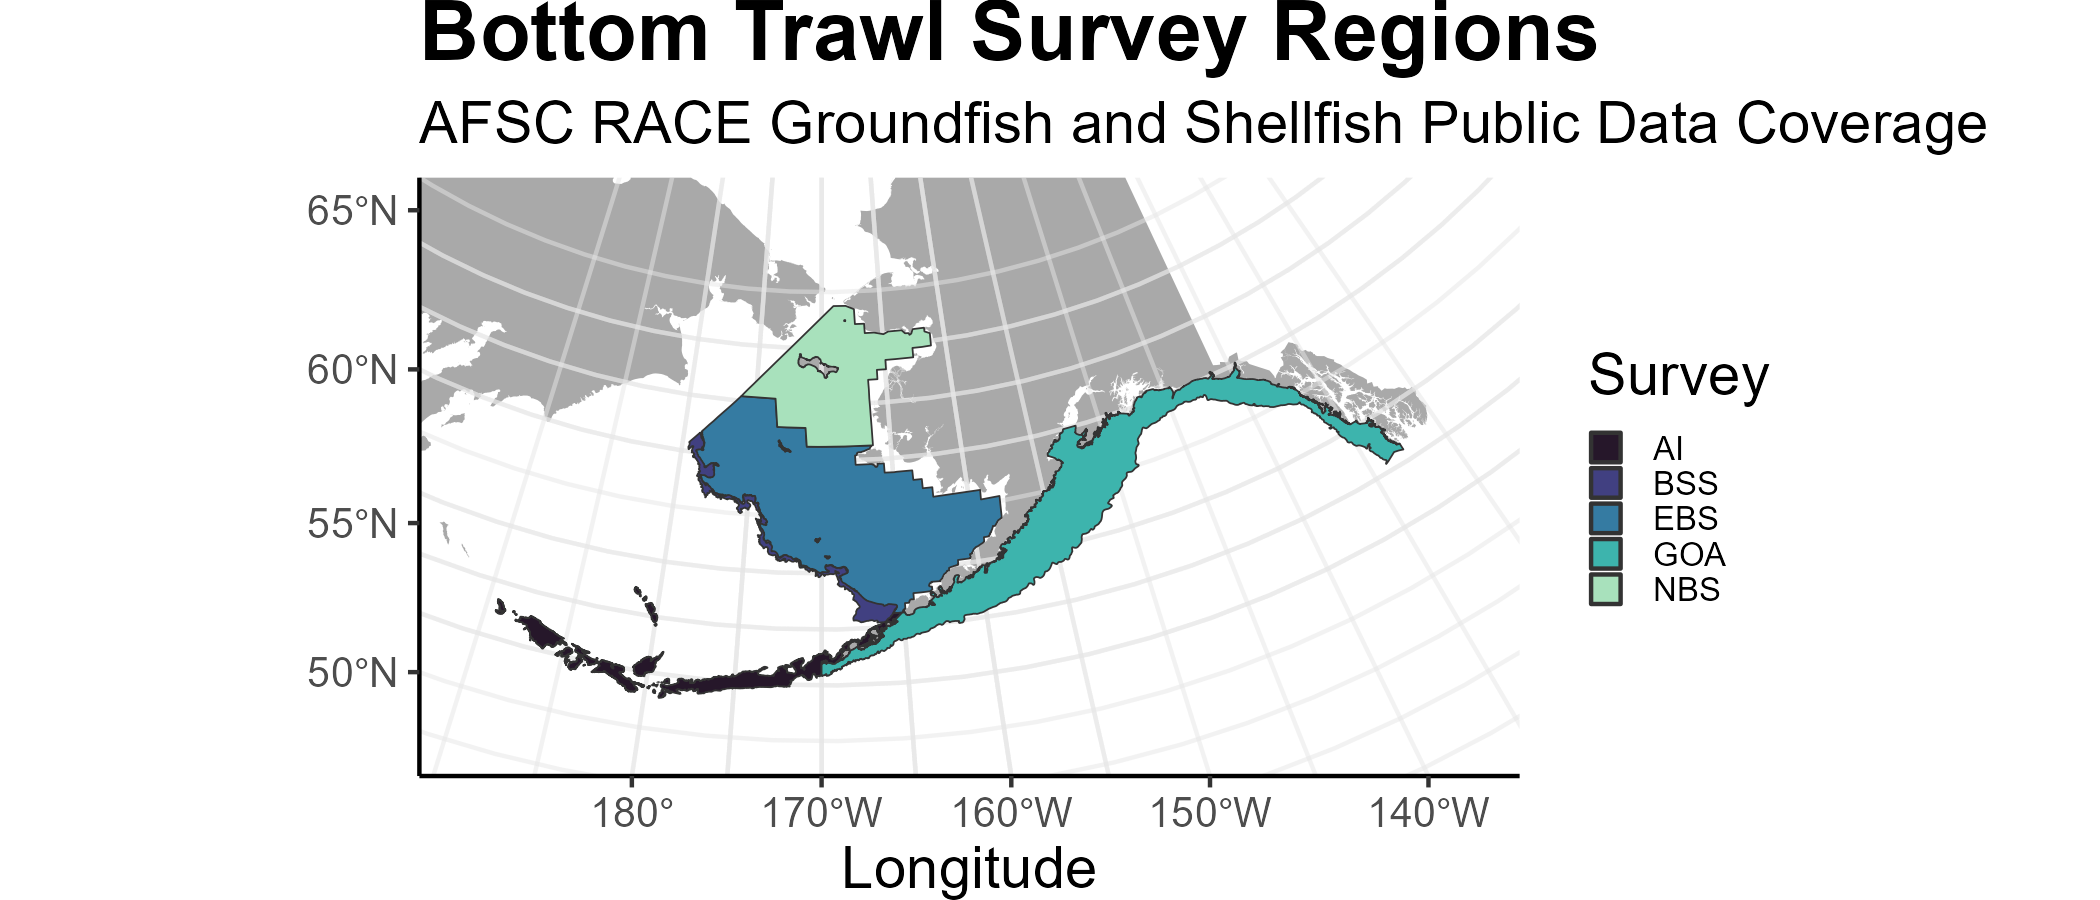 Bottom Trawl Survey Regions
AFSC RACE Groundfish and Shellfish Public Data Coverage
65°N
60°N
55°N
50°N
180°
170°W
160°W
150°W
140°W
Longitude
Survey
AI
BSS
EBS
GOA
NBS